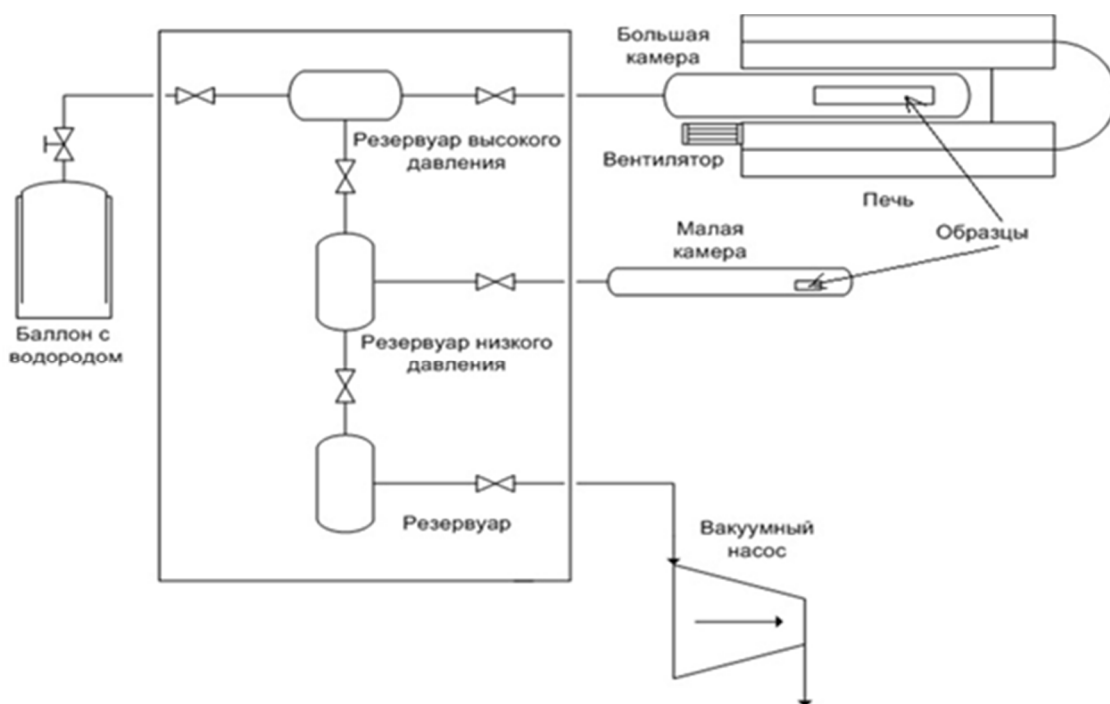 Большая
камера
Резервуар высокого
давления
Вентилятор
Печь
Образцы
Малая
камера
Баллон с
водородом
Резервуар низкого
давления
Резервуар
Вакуумный
насос